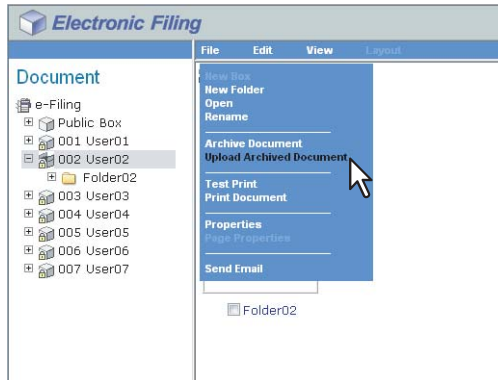 Electronic Filing
File Edit View Layout
Document
e-Filing
Public Box
001 User01
002 User02
Folder02
003 User03
004 User04
005 User05
006 User06
007 User07
New Box
New Folder
Open
Rename
Archive Document
Upload Archived Document
Test Print
Print Document
Properties
Page Properties
Send Email
Folder02